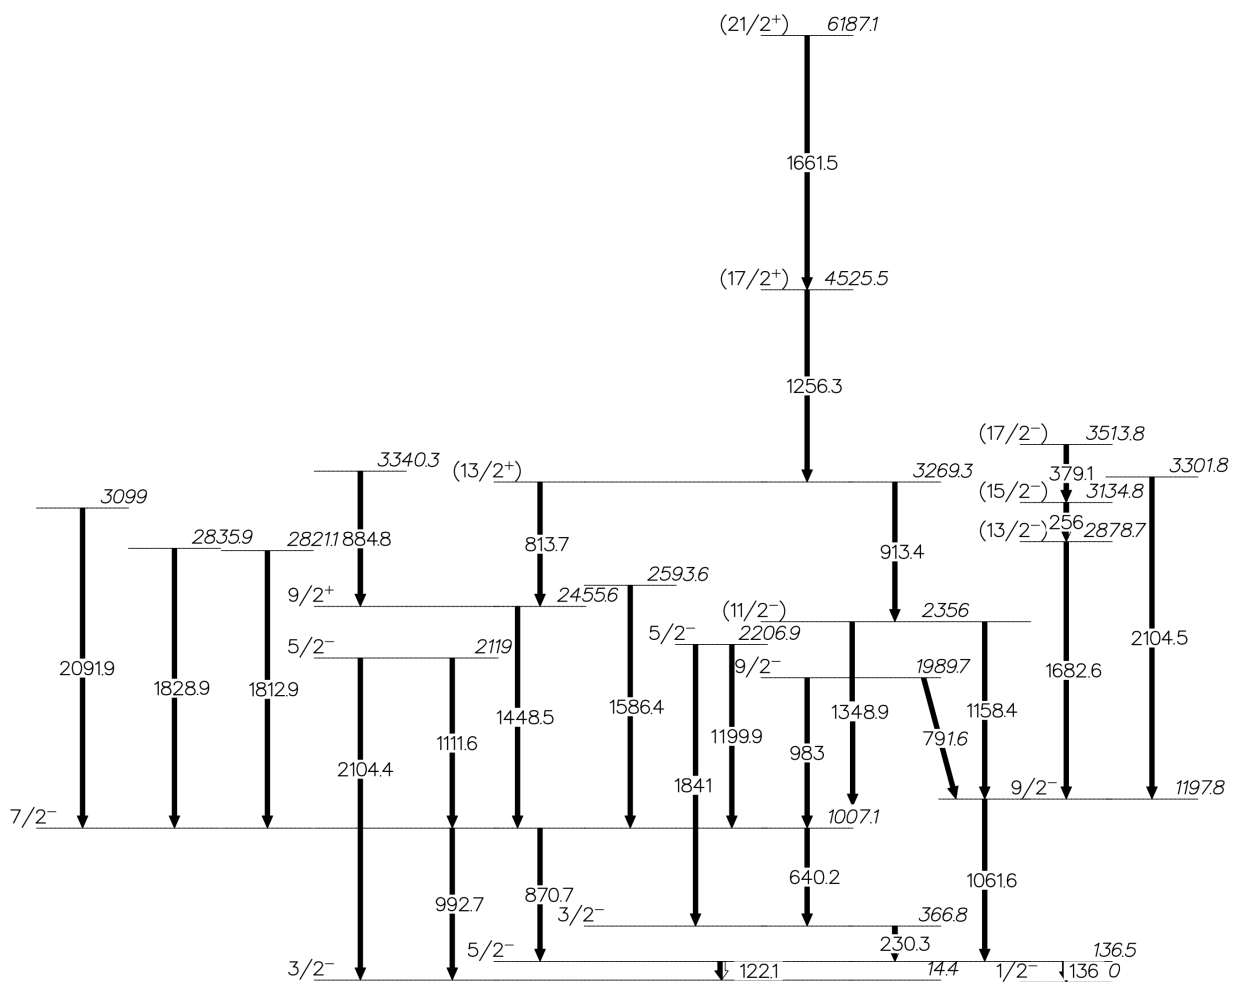 (21/2⁺) 6187.1
1661.5
(17/2⁺) 4525.5
1256.3
(17/2⁻) 3513.8
3340.3 (13/2⁺) 3269.3 379.1 3301.8
3099 (15/2⁻) 3134.8
2835.9 2821.1 884.8 813.7 913.4 (13/2⁻) 256 2878.7
9/2⁺ 2455.6 2593.6 (11/2⁻) 2356
5/2⁻ 2119 5/2⁻ 2206.9 2104.5
2091.9 9/2⁻ 1989.7 1682.6
1828.9 1812.9 1448.5 1586.4 1348.9 1158.4
1111.6 1199.9 983 791.6
2104.4 1841
9/2⁻ 1197.8
7/2⁻ 1007.1
992.7 870.7 640.2 1061.6
3/2⁻ 366.8
5/2⁻ 230.3 136.5
3/2⁻ 122.1 14.4 1/2⁻ 136 0